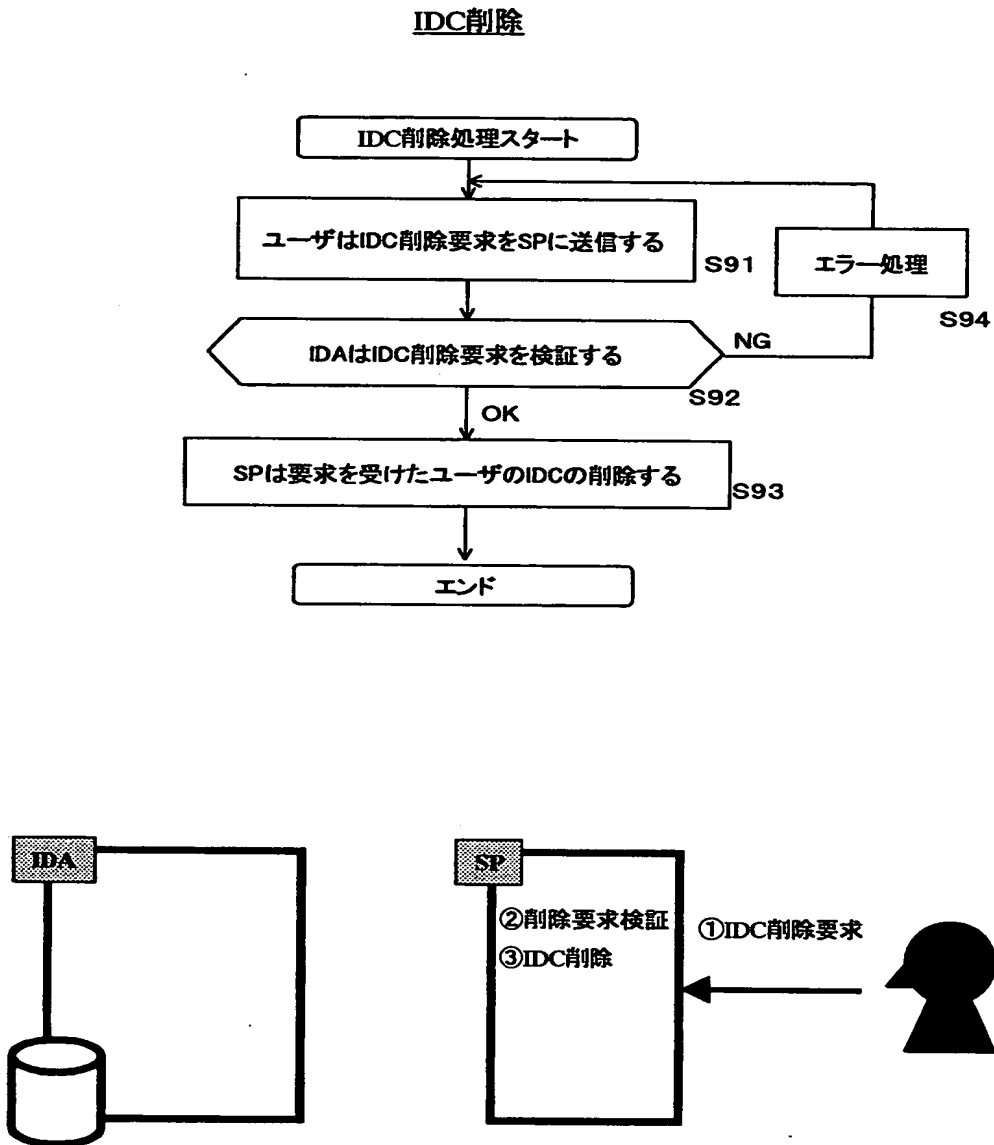 IDC削除
IDC削除処理スタート
ユーザはIDC削除要求をSPに送信する
S91
エラー処理
S94
IDAはIDC削除要求を検証する
NG
S92
OK
SPは要求を受けたユーザのIDCの削除する
S93
エンド
IDA
SP
②削除要求検証
③IDC削除
①IDC削除要求